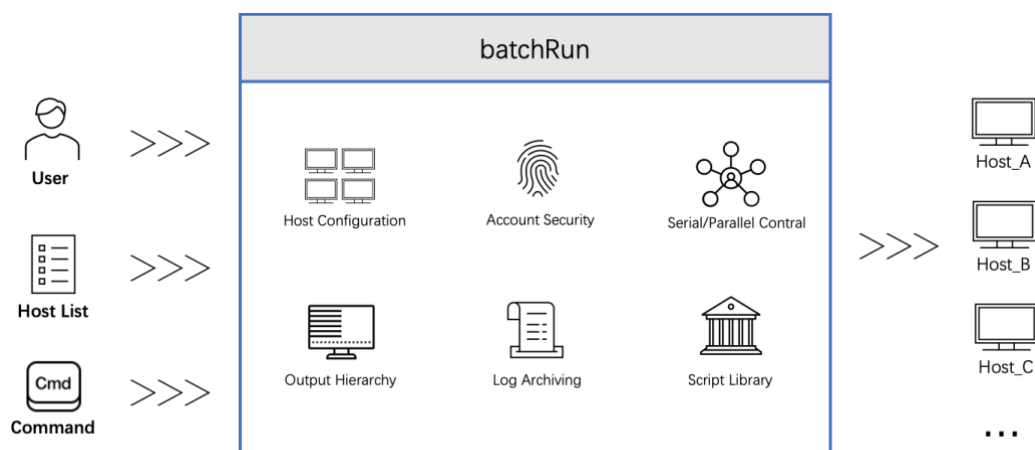 batchRun
User
Host List
Cmd
Command
Host Configuration
Account Security
Serial/Parallel Contral
Output Hierarchy
Log Archiving
Script Library
Host_A
Host_B
Host_C
...